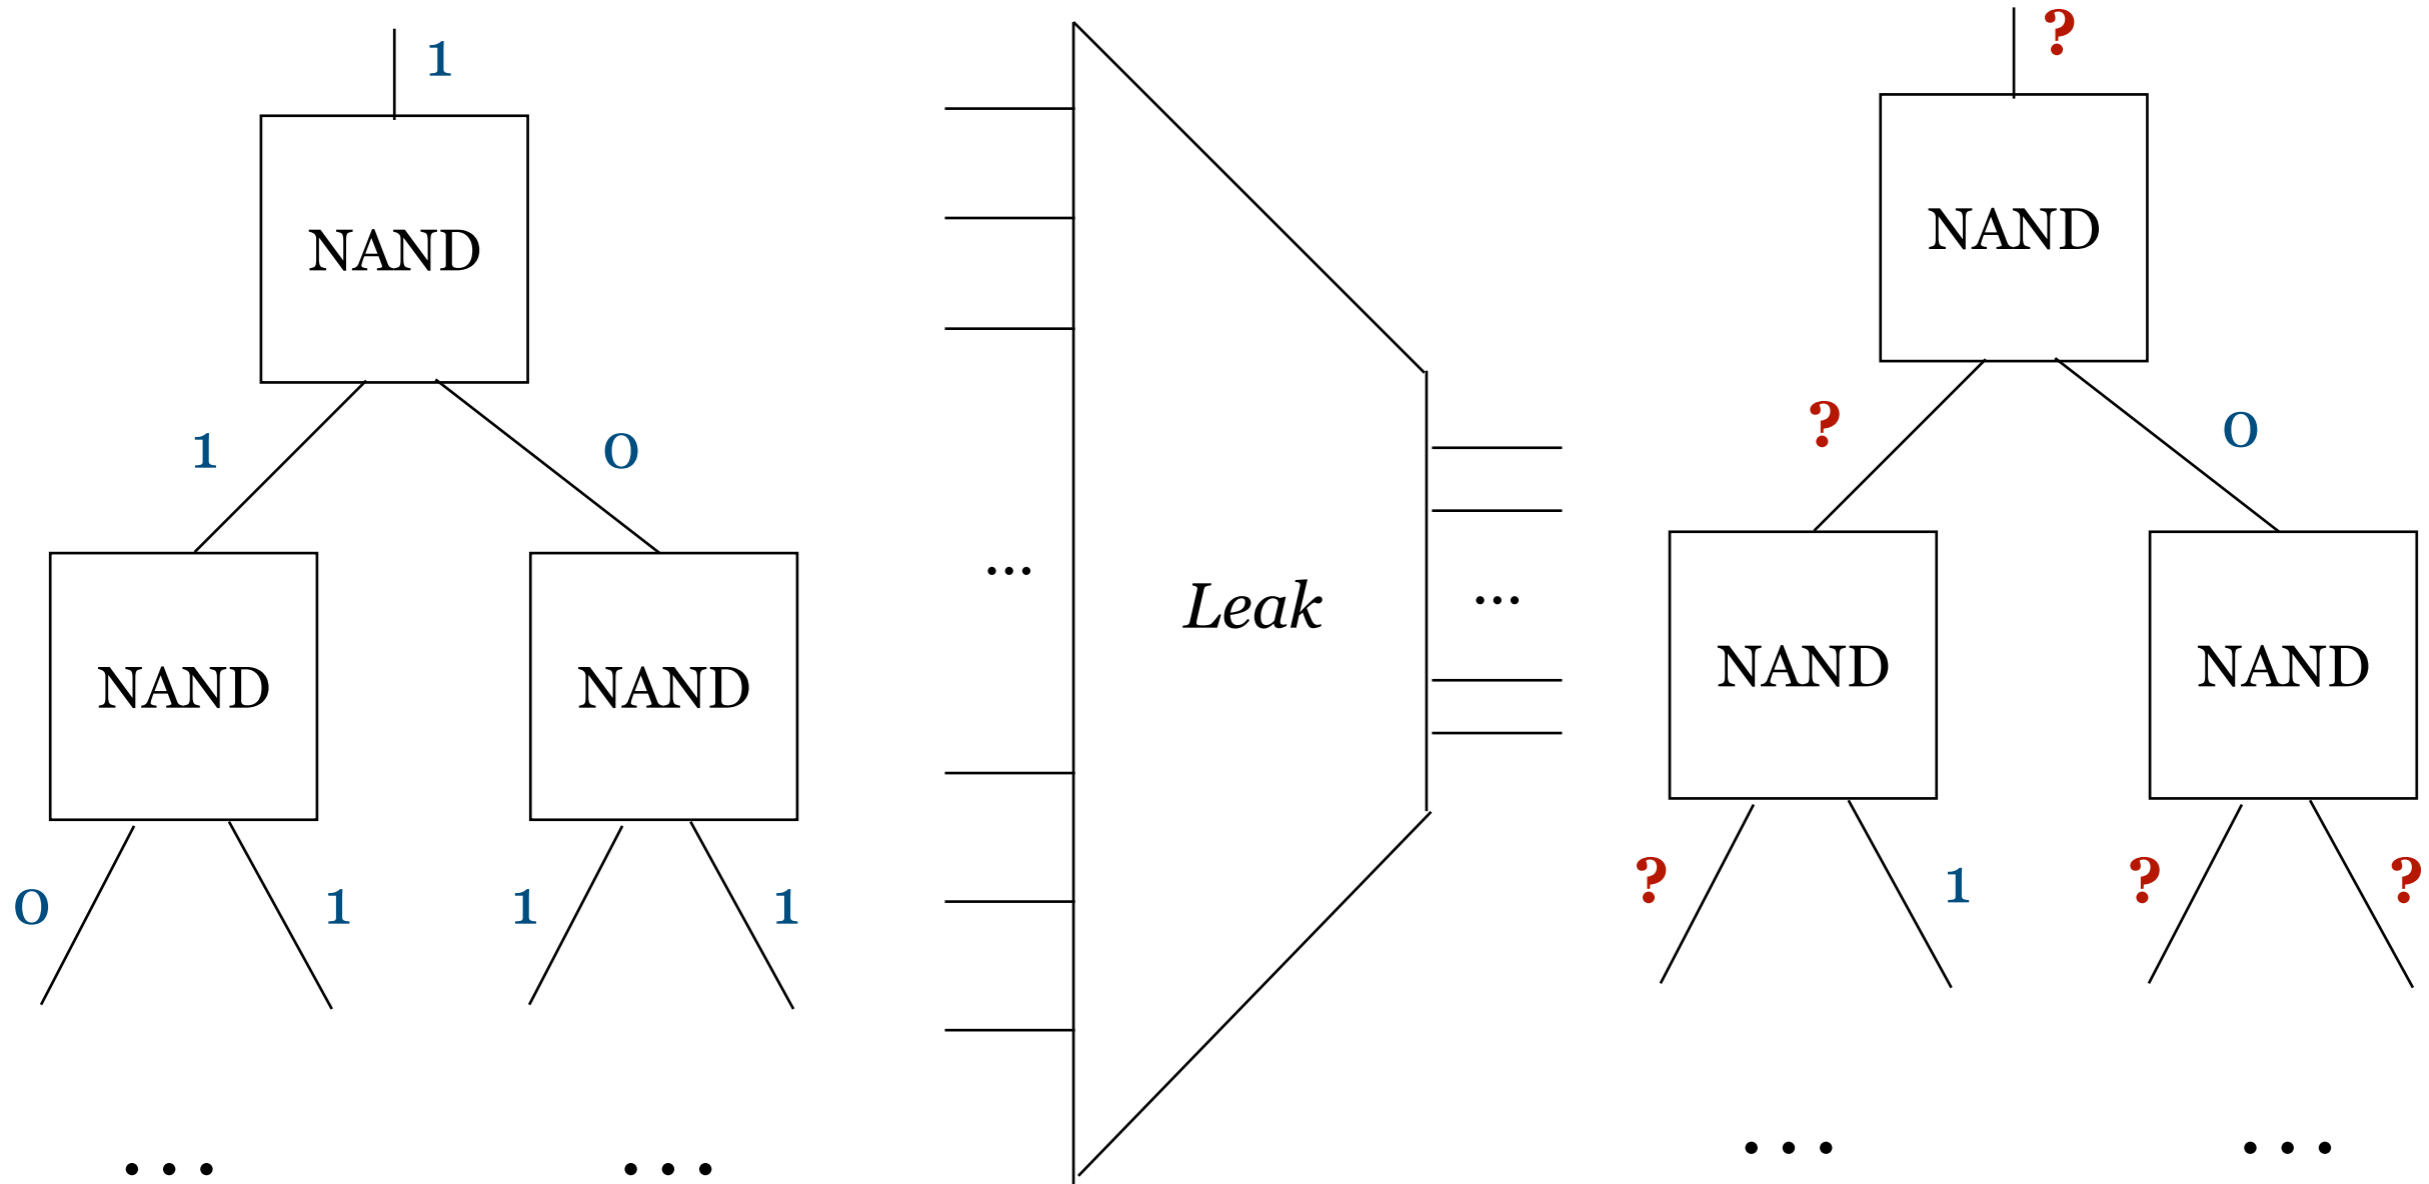 1
NAND
1 0
NAND NAND
0 1 1 1
... ...
...
Leak
...
?
NAND
? 0
NAND NAND
? 1 ? ?
... ...